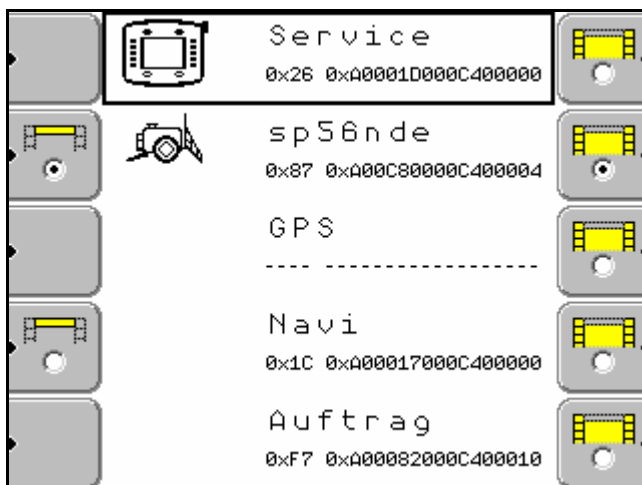 Service
0x26 0xA0001D000C400000
sp56nde
0x87 0xA00C80000C400004
GPS
---- ------------------
Navi
0x1C 0xA00017000C400000
Auftrag
0xF7 0xA00082000C400010